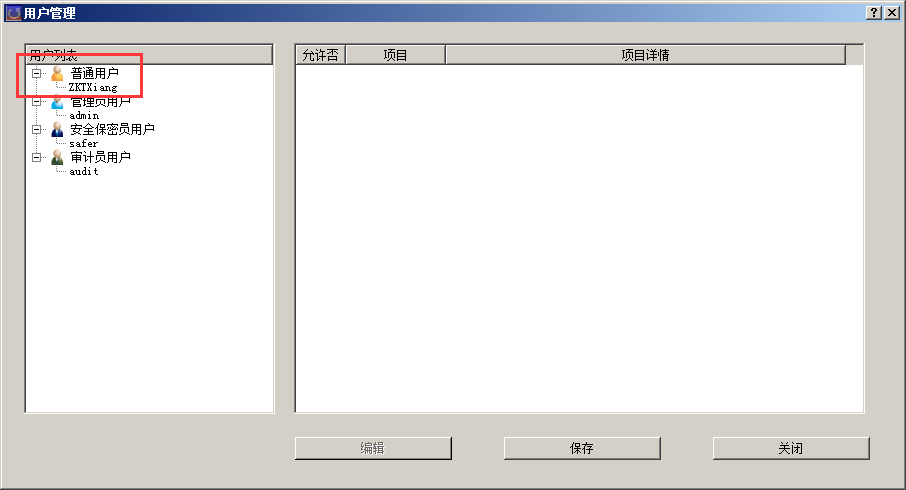 用户管理
用户列表
允许否 项目 项目详情
普通用户
ZKTXiang
管理员用户
admin
安全保密员用户
safer
审计员用户
audit
编辑 保存 关闭